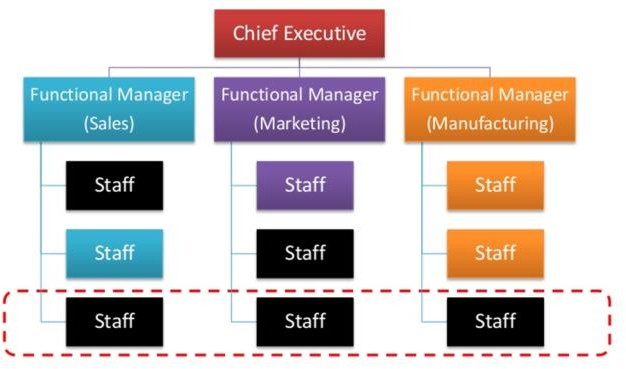 Chief Executive
Functional Manager
(Sales)
Functional Manager
(Marketing)
Functional Manager
(Manufacturing)
Staff
Staff
Staff
Staff
Staff
Staff
Staff
Staff
Staff